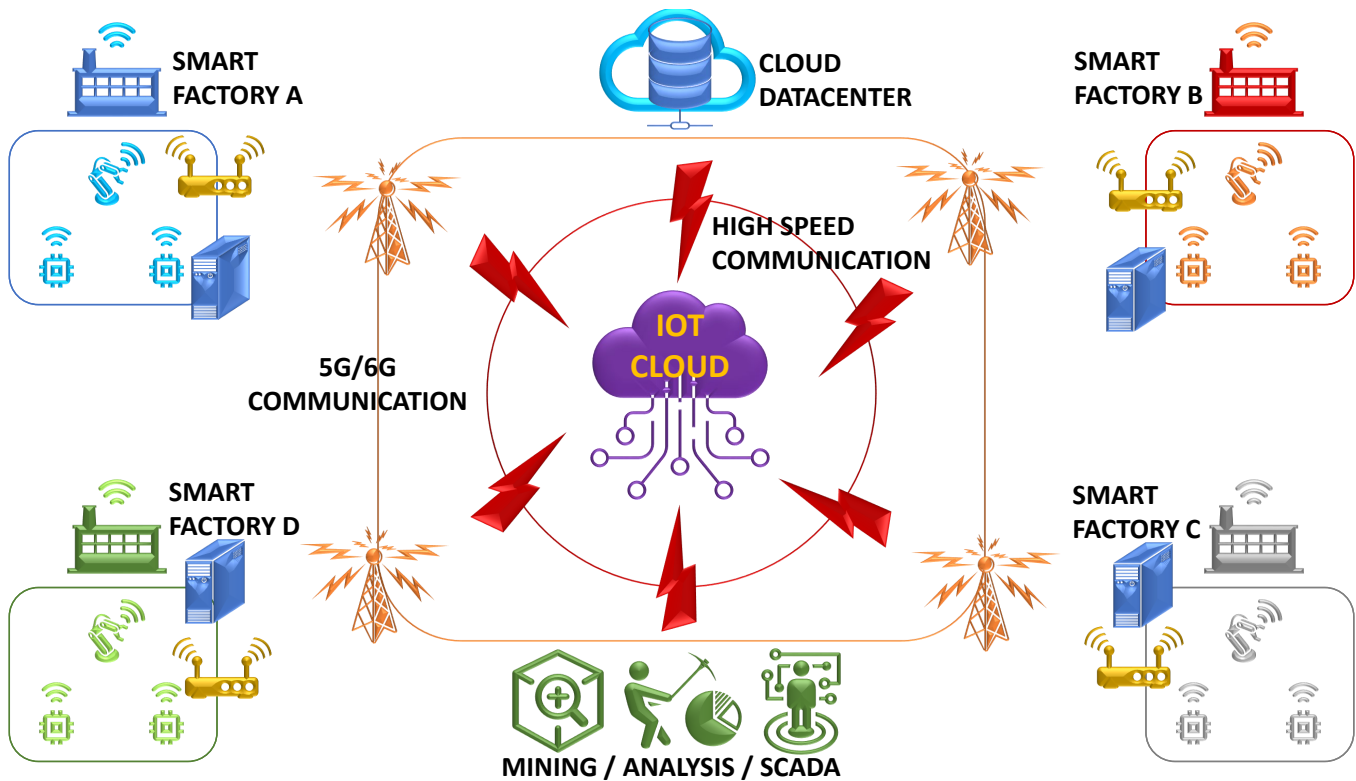 SMART
FACTORY A
CLOUD
DATACENTER
SMART
FACTORY B
HIGH SPEED
COMMUNICATION
IOT
CLOUD
5G/6G
COMMUNICATION
SMART
FACTORY D
SMART
FACTORY C
MINING / ANALYSIS / SCADA